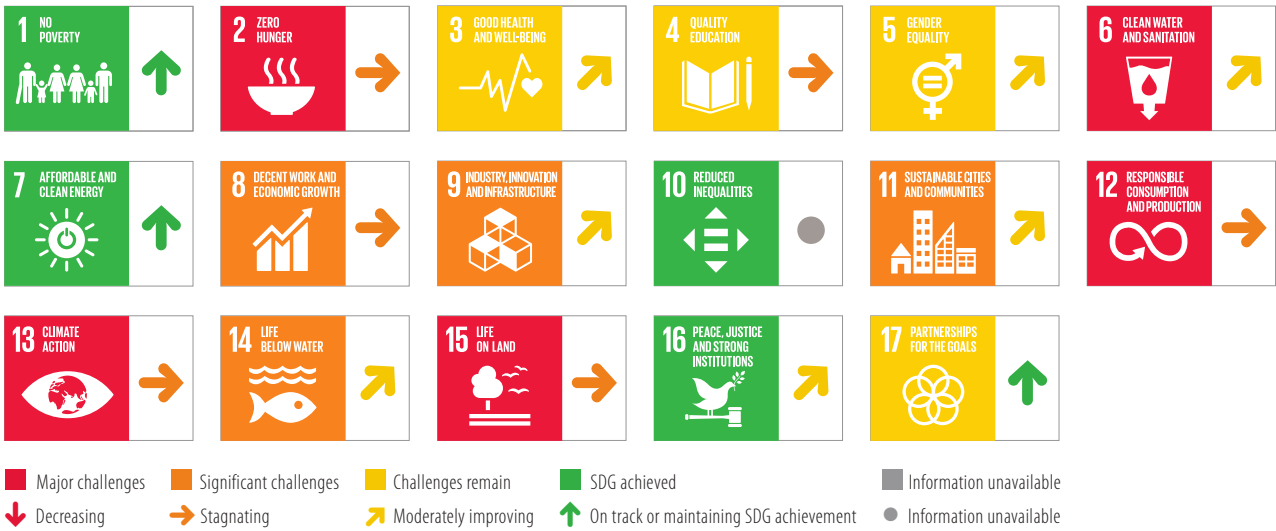 1 NO
POVERTY
2 ZERO
HUNGER
3 GOOD HEALTH
AND WELL-BEING
4 QUALITY
EDUCATION
5 GENDER
EQUALITY
6 CLEAN WATER
AND SANITATION
7 AFFORDABLE AND
CLEAN ENERGY
8 DECENT WORK AND
ECONOMIC GROWTH
9 INDUSTRY, INNOVATION
AND INFRASTRUCTURE
10 REDUCED
INEQUALITIES
11 SUSTAINABLE CITIES
AND COMMUNITIES
12 RESPONSIBLE
CONSUMPTION
AND PRODUCTION
13 CLIMATE
ACTION
14 LIFE
BELOW WATER
15 LIFE
ON LAND
16 PEACE, JUSTICE
AND STRONG
INSTITUTIONS
17 PARTNERSHIPS
FOR THE GOALS
Major challenges
Significant challenges
Challenges remain
SDG achieved
Information unavailable
Decreasing
Stagnating
Moderately improving
On track or maintaining SDG achievement
Information unavailable